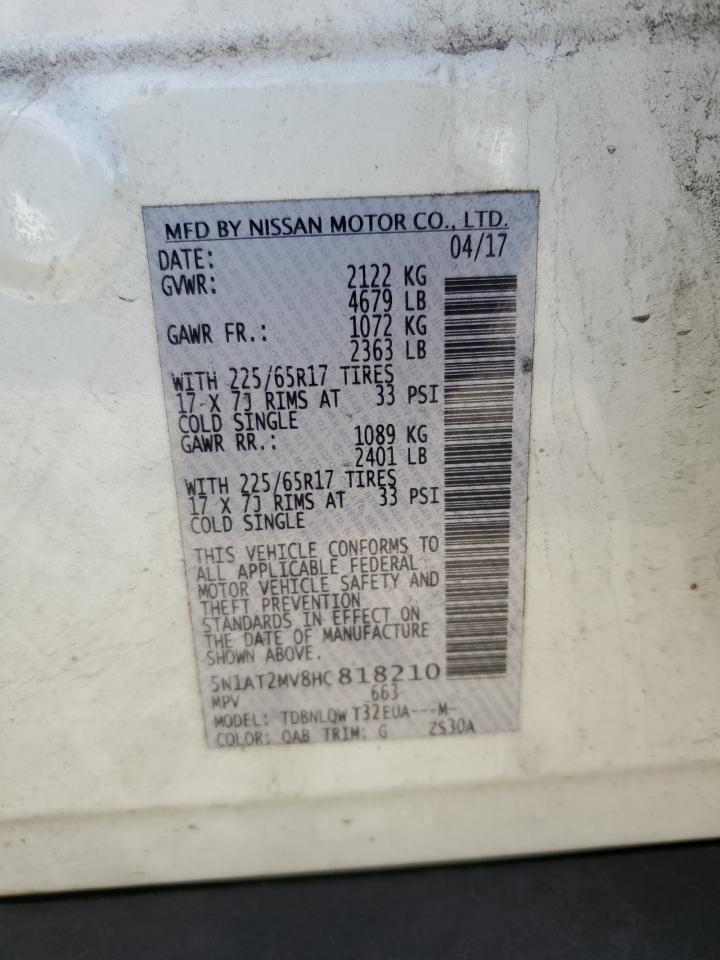 MFD BY NISSAN MOTOR CO., LTD.
DATE: 04/17
GVWR: 2122 KG
4679 LB
GAWR FR.: 1072 KG
2363 LB
WITH 225/65R17 TIRES
17 X 7J RIMS AT 33 PSI
COLD SINGLE
GAWR RR.: 1089 KG
2401 LB
WITH 225/65R17 TIRES
17 X 7J RIMS AT 33 PSI
COLD SINGLE
THIS VEHICLE CONFORMS TO
ALL APPLICABLE FEDERAL
MOTOR VEHICLE SAFETY AND
THEFT PREVENTION
STANDARDS IN EFFECT ON
THE DATE OF MANUFACTURE
SHOWN ABOVE.
5N1AT2MV8HC818210
MPV 663
MODEL: TDBNLQW T32EUA---M-
COLOR: QAB TRIM: G ZS30A